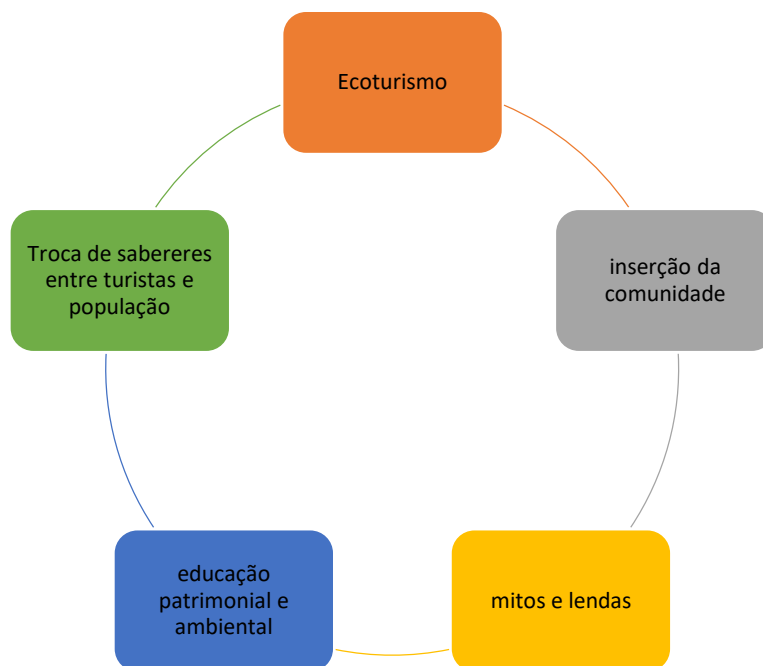 Ecoturismo
Troca de sabereres
entre turistas e
população
inserção da
comunidade
educação
patrimonial e
ambiental
mitos e lendas